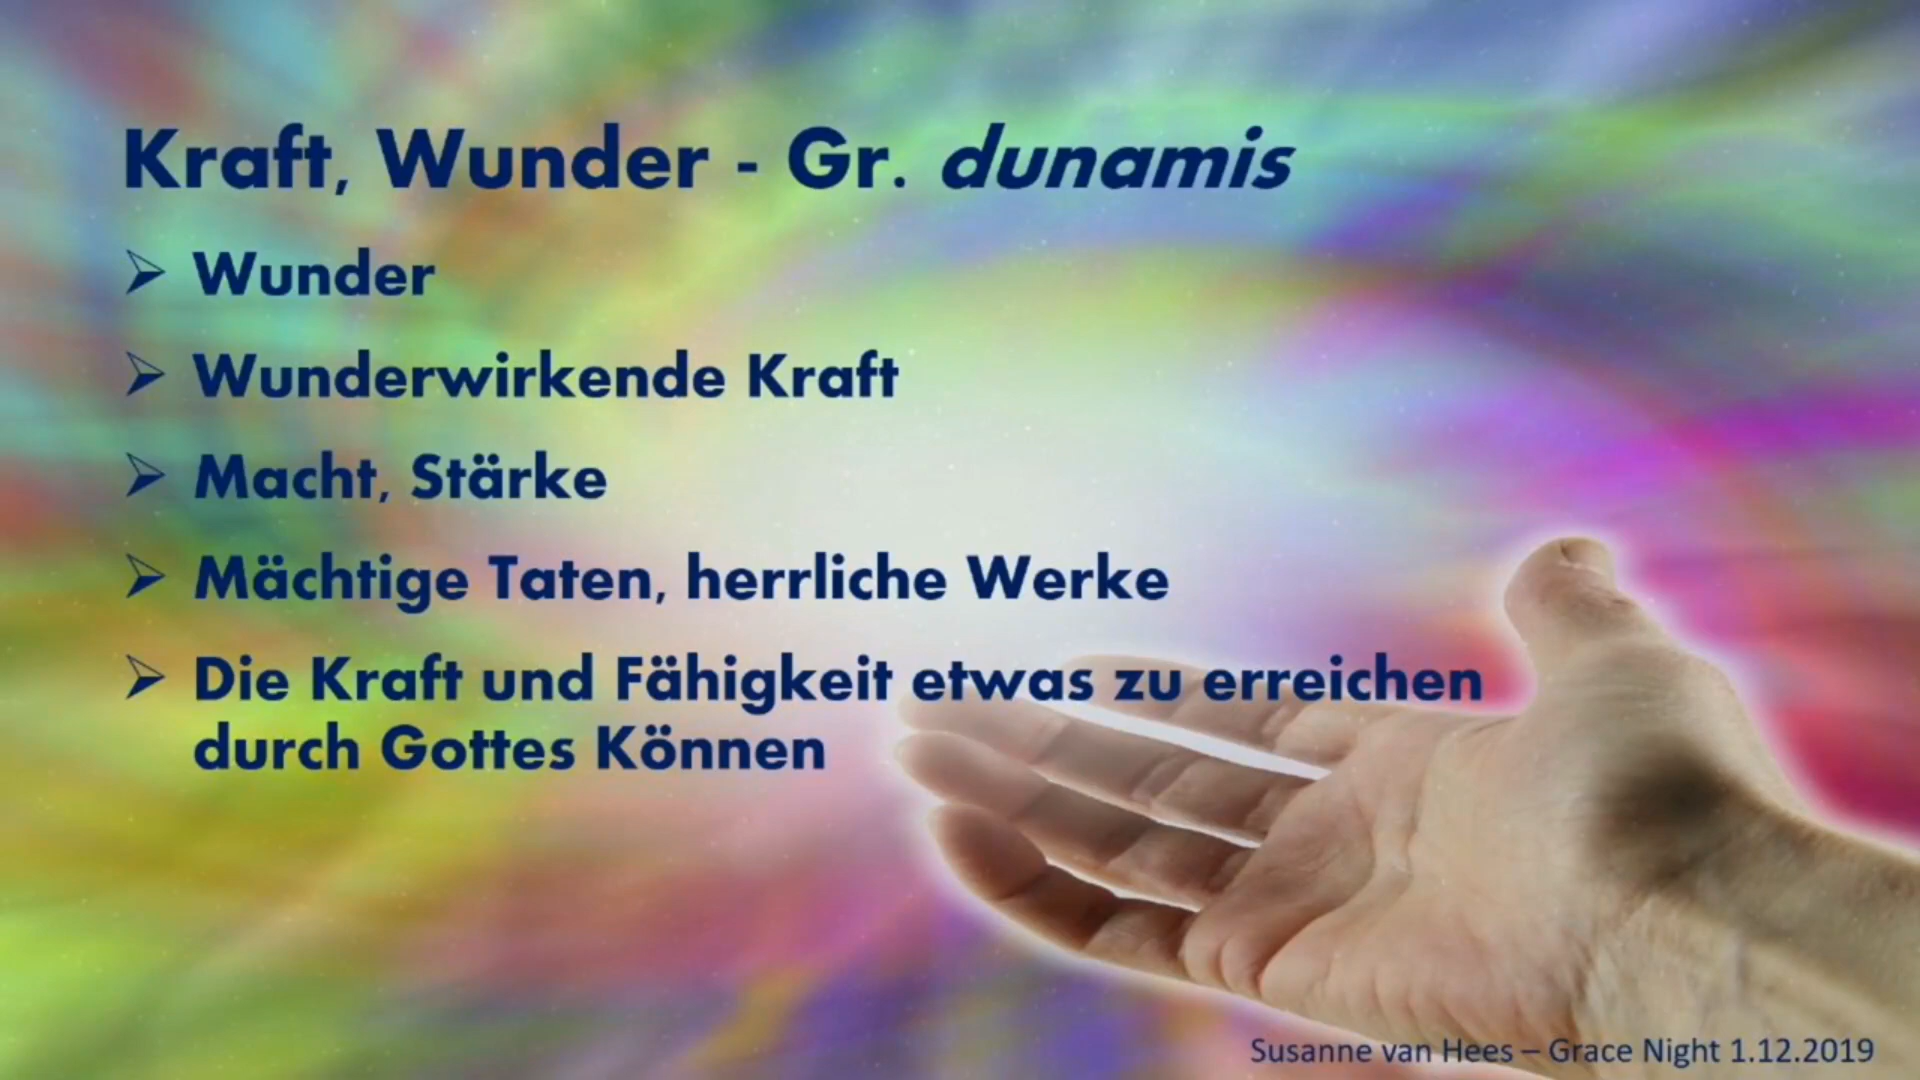 Kraft, Wunder - Gr. dunamis
➢ Wunder
➢ Wunderwirkende Kraft
➢ Macht, Stärke
➢ Mächtige Taten, herrliche Werke
➢ Die Kraft und Fähigkeit etwas zu erreichen
durch Gottes Können
Susanne van Hees – Grace Night 1.12.2019